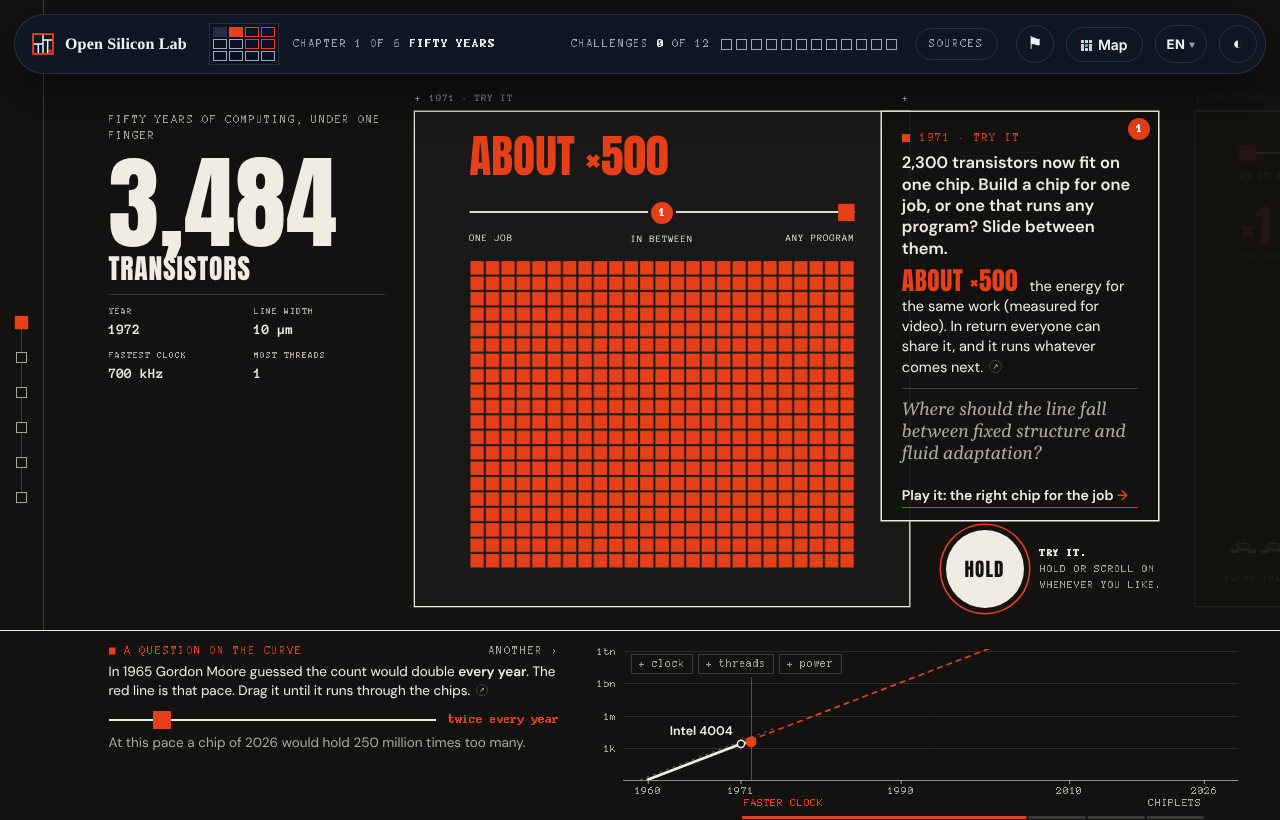 Open Silicon Lab
CHAPTER 1 OF 6 FIFTY YEARS
CHALLENGES 0 OF 12
SOURCES
Map
EN
+ 1971 · TRY IT
FIFTY YEARS OF COMPUTING, UNDER ONE
FINGER
3,484
TRANSISTORS
YEAR
LINE WIDTH
1972
10 µm
FASTEST CLOCK
MOST THREADS
700 kHz
1
ABOUT ×500
1
ONE JOB
IN BETWEEN
ANY PROGRAM
1
1971 · TRY IT
2,300 transistors now fit on
one chip. Build a chip for one
job, or one that runs any
program? Slide between
them.
ABOUT ×500 the energy for
the same work (measured for
video). In return everyone can
share it, and it runs whatever
comes next.
Where should the line fall
between fixed structure and
fluid adaptation?
Play it: the right chip for the job →
HOLD
TRY IT.
HOLD OR SCROLL ON
WHENEVER YOU LIKE.
A QUESTION ON THE CURVE
ANOTHER ›
In 1965 Gordon Moore guessed the count would double every year. The
red line is that pace. Drag it until it runs through the chips.
twice every year
At this pace a chip of 2026 would hold 250 million times too many.
+ clock
+ threads
+ power
1tn
1bn
1m
1k
Intel 4004
1960
1971
1990
2010
2026
FASTER CLOCK
CHIPLETS